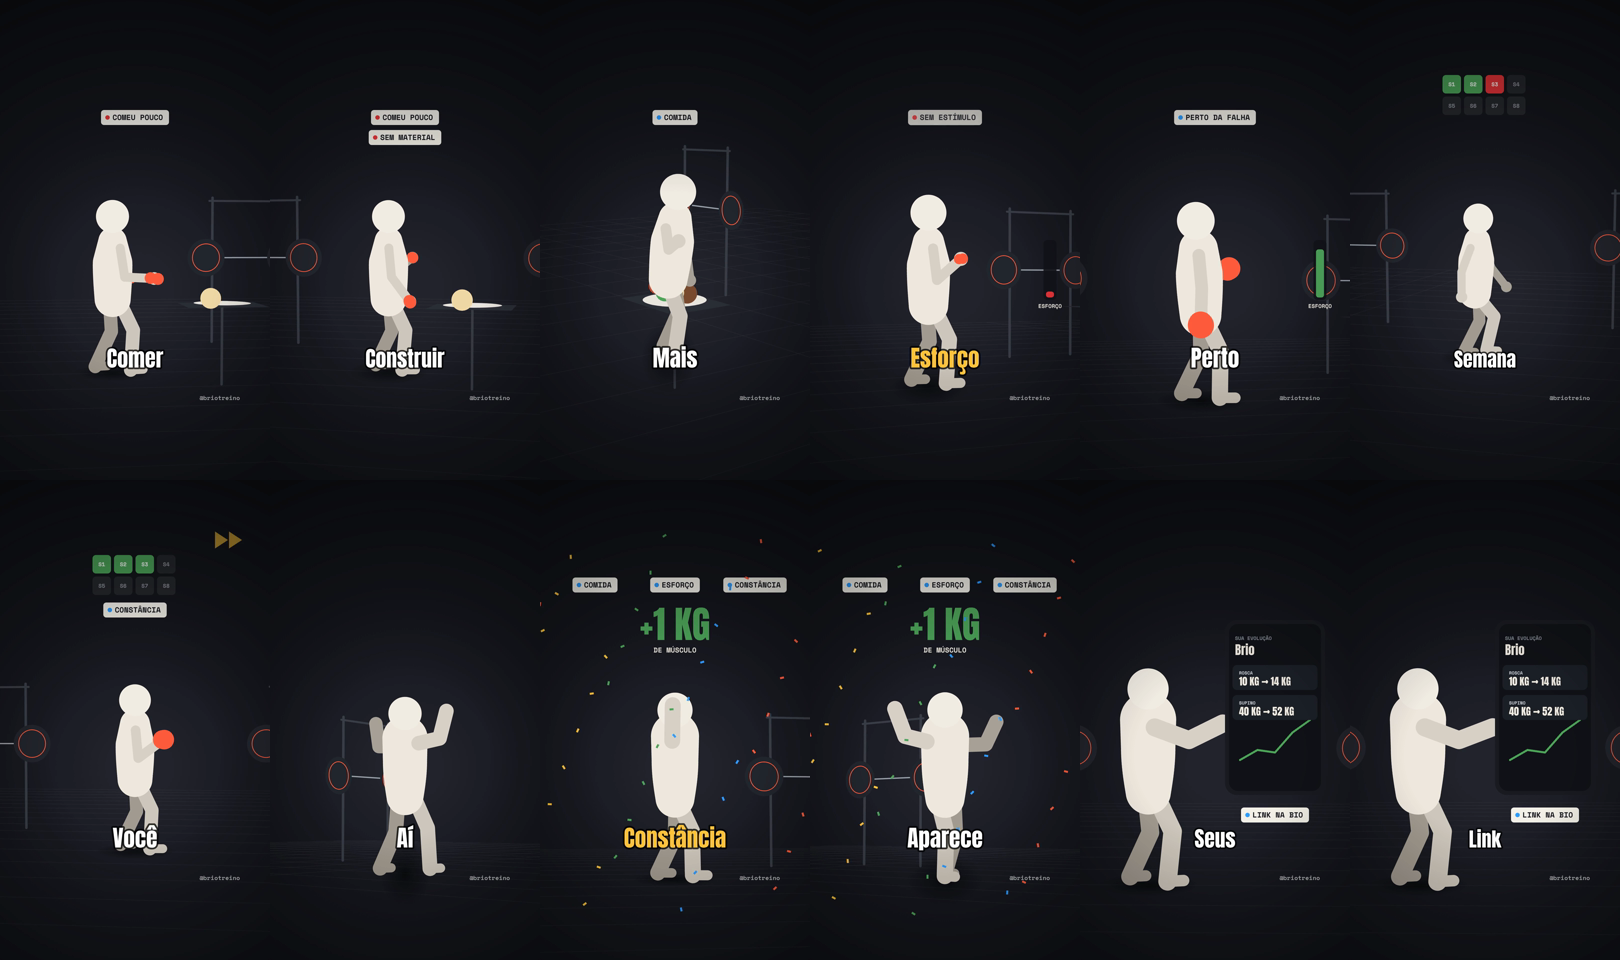 COMEU POUCO
Comer
@briotreino
COMEU POUCO
SEM MATERIAL
Construir
@briotreino
COMIDA
Mais
@briotreino
SEM ESTÍMULO
ESFORÇO
Esforço
@briotreino
PERTO DA FALHA
ESFORÇO
Perto
@briotreino
S1 S2 S3 S4
S5 S6 S7 S8
Semana
@briotreino
S1 S2 S3 S4
S5 S6 S7 S8
CONSTÂNCIA
Você
@briotreino
Aí
@briotreino
COMIDA ESFORÇO CONSTÂNCIA
+1 KG
DE MÚSCULO
Constância
@briotreino
COMIDA ESFORÇO CONSTÂNCIA
+1 KG
DE MÚSCULO
Aparece
@briotreino
SUA EVOLUÇÃO
Brio
ROSCA
10 KG → 14 KG
SUPINO
40 KG → 52 KG
LINK NA BIO
Seus
@briotreino
SUA EVOLUÇÃO
Brio
ROSCA
10 KG → 14 KG
SUPINO
40 KG → 52 KG
LINK NA BIO
Link
@briotreino